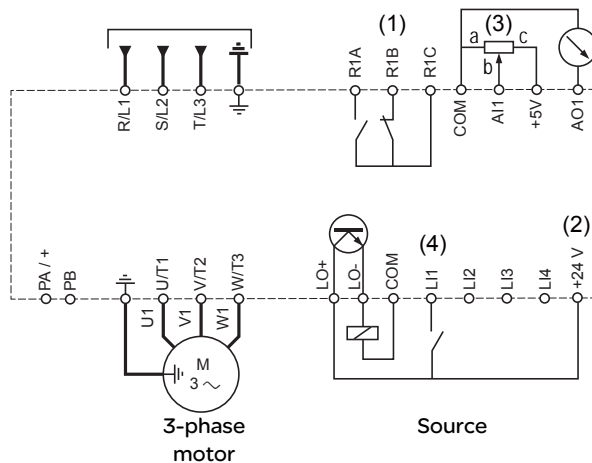 (1)
(3)
a
c
b
R/L1
S/L2
T/L3
R1A
R1B
R1C
COM
AI1
+5V
AO1
(4)
(2)
PA / +
PB
U/T1
V/T2
W/T3
LO+
LO-
COM
LI1
LI2
LI3
LI4
+24 V
U1
V1
W1
M
3 ~
3-phase
motor
Source